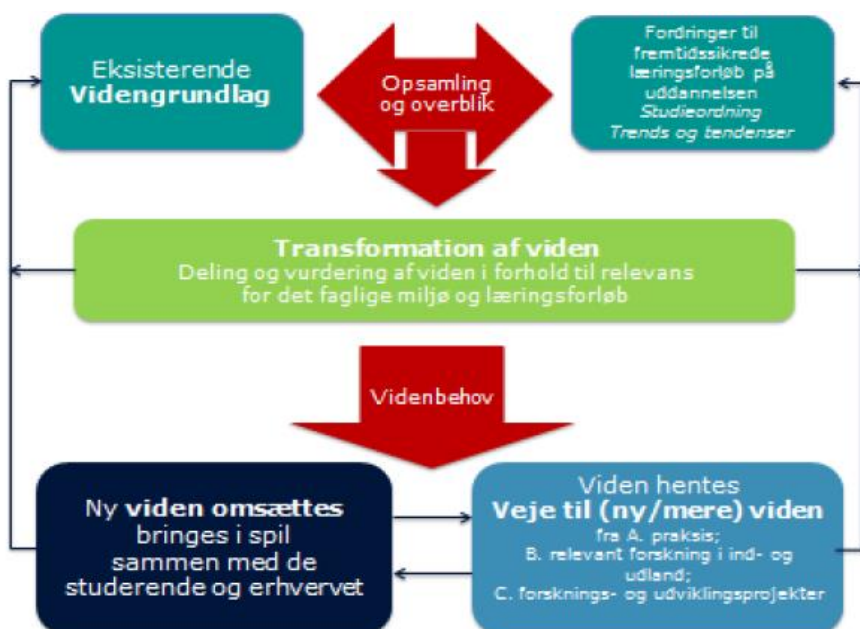 Eksisterende
Videngrundlag
Opsamling
og overblik
Fordringer til
fremtidssikrede
læringsforløb på
uddannelsen
Studieordning
Trends og tendenser
Transformation af viden
Deling og vurdering af viden i forhold til relevans
for det faglige miljø og læringsforløb
Videnbehov
Ny viden omsættes
bringes i spil
sammen med de
studerende og erhvervet
Viden hentes
Veje til (ny/mere) viden
fra A. praksis;
B. relevant forskning i ind- og
udland;
C. forsknings- og udviklingsprojekter